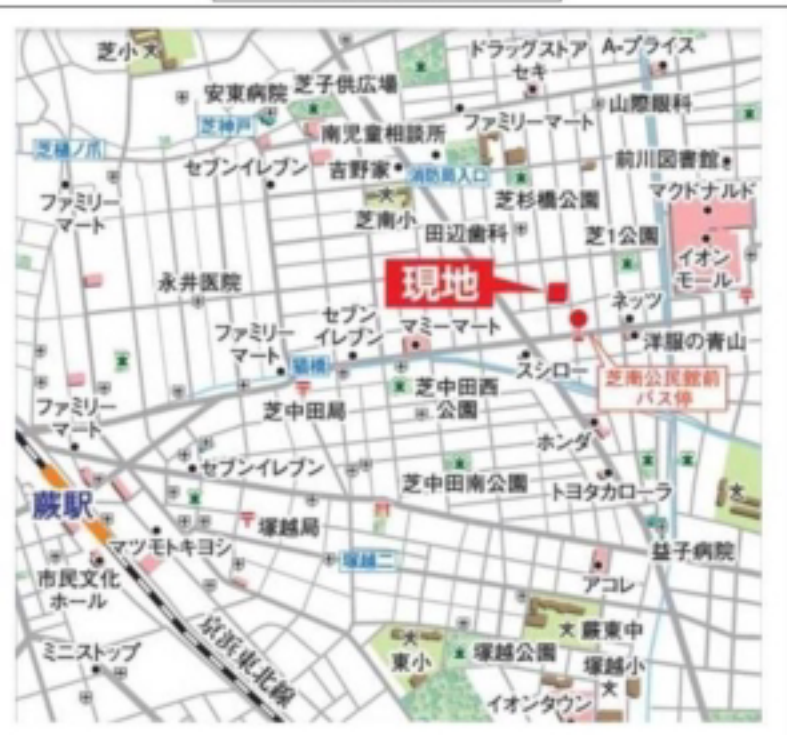 芝小
ドラッグストア
セキ
A-プライス
安東病院
芝子供広場
山際眼科
芝神戸
南児童相談所
ファミリーマート
芝樋ノ爪
セブンイレブン
吉野家
消防局入口
前川図書館
ファミリー
マート
芝南小
芝杉橋公園
マクドナルド
田辺歯科
芝1公園
イオン
モール
永井医院
現地
ネッツ
ファミリー
マート
セブン
イレブン
マミーマート
洋服の青山
猫橋
スシロー
芝南公民館前
バス停
芝中田局
芝中田西
公園
ファミリー
マート
ホンダ
セブンイレブン
芝中田南公園
トヨタカローラ
蕨駅
塚越局
マツモトキヨシ
塚越二
益子病院
市民文化
ホール
アコレ
京浜東北線
蕨東中
ミニストップ
東小
塚越公園
塚越小
イオンタウン